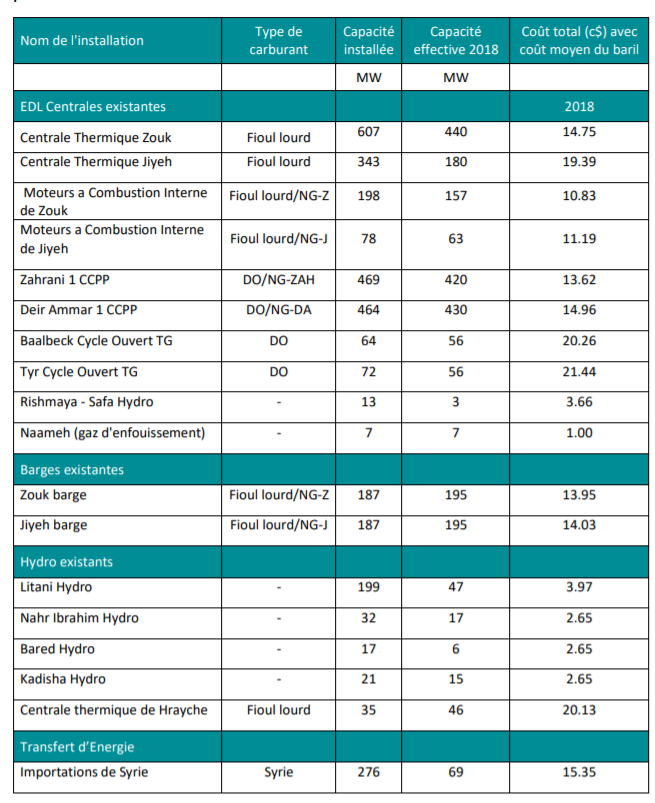 Nom de l'installation Type de carburant Capacité installée Capacité effective 2018 Coût total (c$) avec coût moyen du baril
MW MW
EDL Centrales existantes 2018
Centrale Thermique Zouk Fioul lourd 607 440 14.75
Centrale Thermique Jiyeh Fioul lourd 343 180 19.39
Moteurs a Combustion Interne de Zouk Fioul lourd/NG-Z 198 157 10.83
Moteurs a Combustion Interne de Jiyeh Fioul lourd/NG-J 78 63 11.19
Zahrani 1 CCPP DO/NG-ZAH 469 420 13.62
Deir Ammar 1 CCPP DO/NG-DA 464 430 14.96
Baalbeck Cycle Ouvert TG DO 64 56 20.26
Tyr Cycle Ouvert TG DO 72 56 21.44
Rishmaya - Safa Hydro - 13 3 3.66
Naameh (gaz d'enfouissement) - 7 7 1.00
Barges existantes
Zouk barge Fioul lourd/NG-Z 187 195 13.95
Jiyeh barge Fioul lourd/NG-J 187 195 14.03
Hydro existants
Litani Hydro - 199 47 3.97
Nahr Ibrahim Hydro - 32 17 2.65
Bared Hydro - 17 6 2.65
Kadisha Hydro - 21 15 2.65
Centrale thermique de Hrayche Fioul lourd 35 46 20.13
Transfert d’Energie
Importations de Syrie Syrie 276 69 15.35